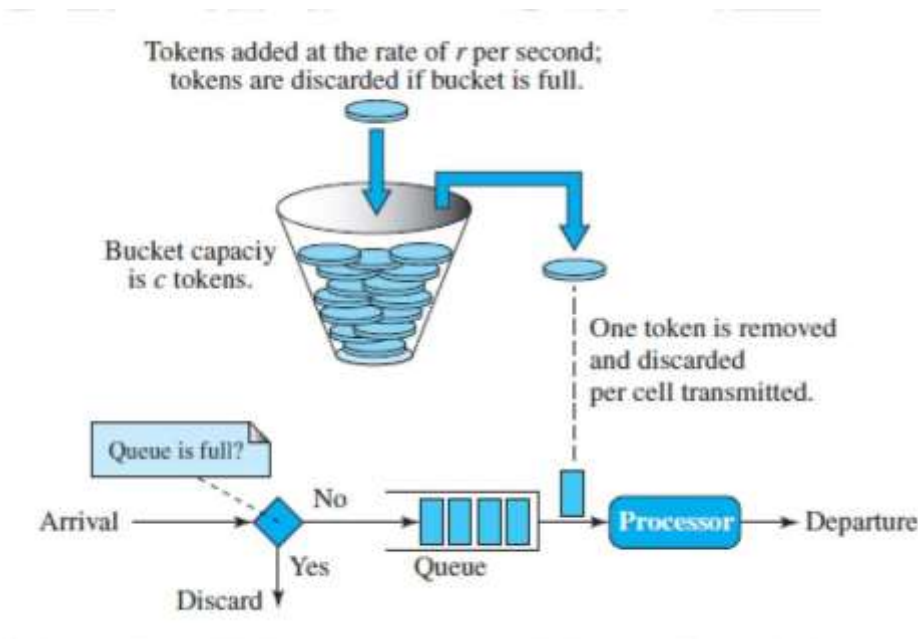 Tokens added at the rate of r per second;
tokens are discarded if bucket is full.
Bucket capaciy
is c tokens.
One token is removed
and discarded
per cell transmitted.
Queue is full?
Arrival
No
Processor
Departure
Yes
Queue
Discard